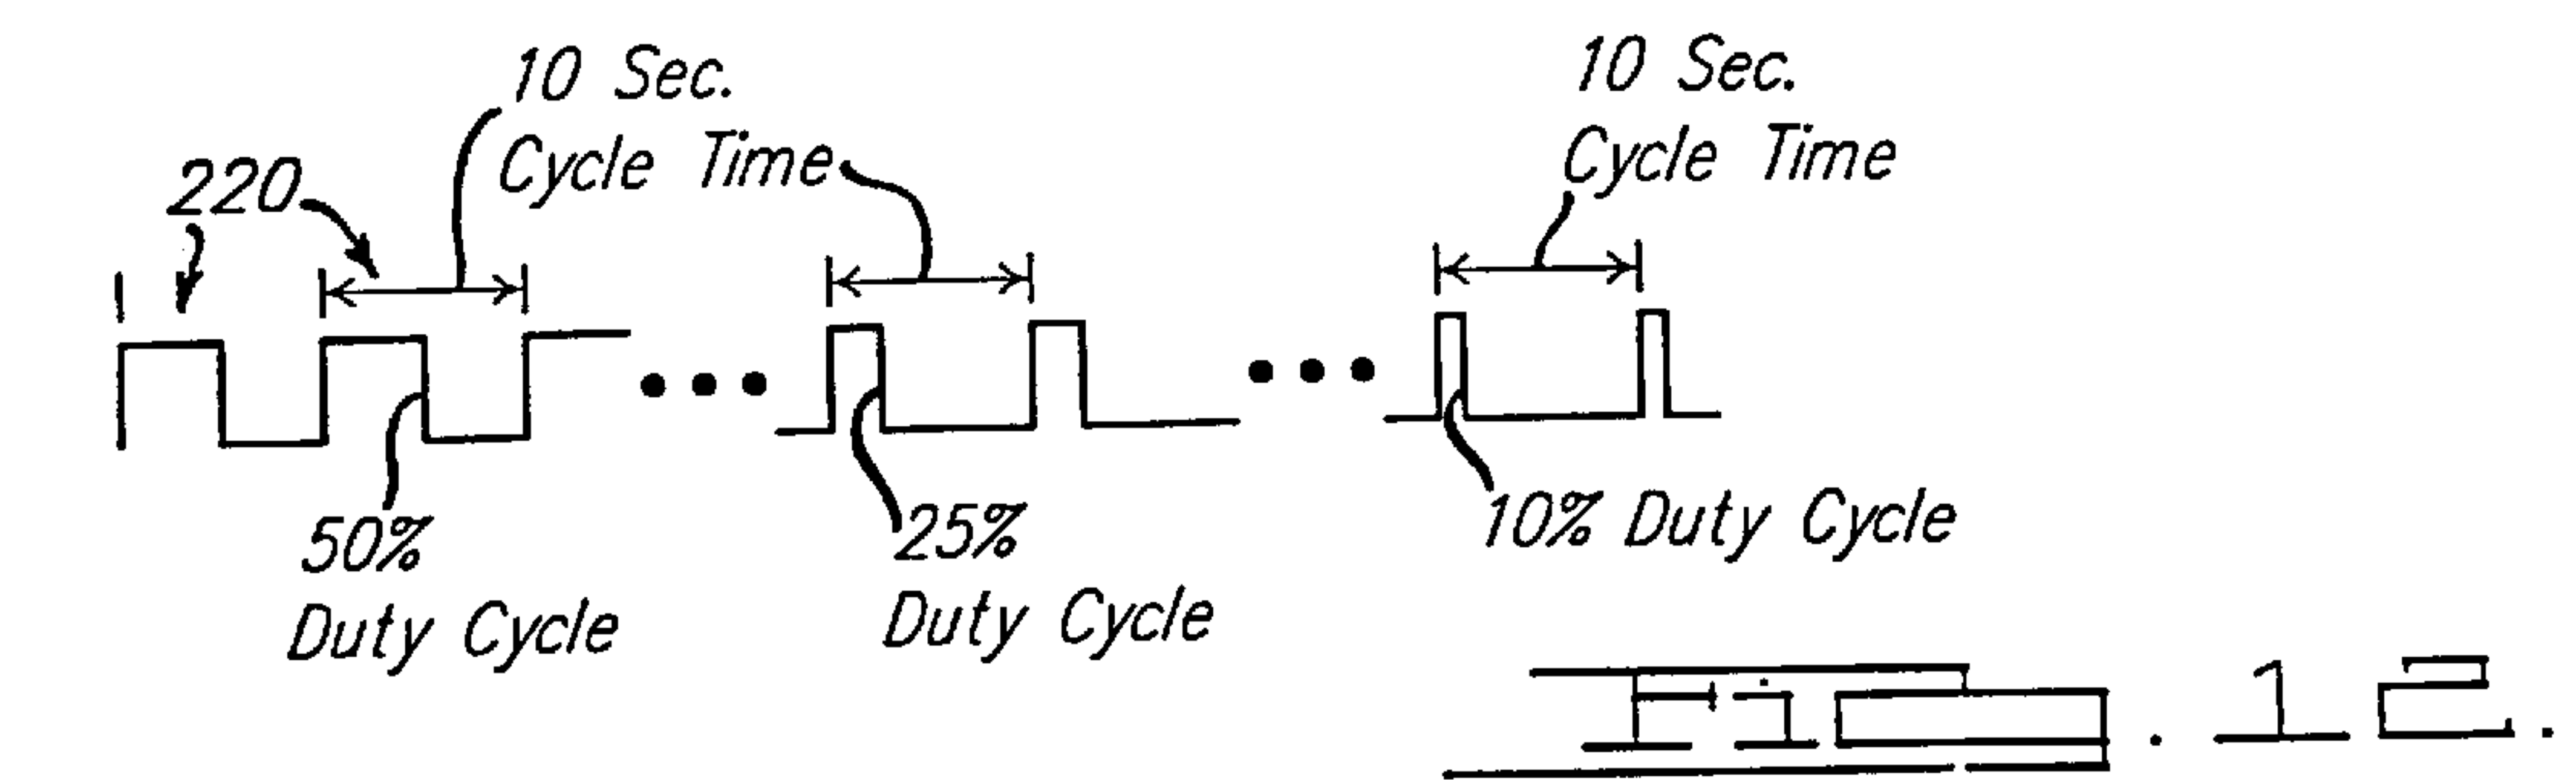 10 Sec.
Cycle Time
10 Sec.
Cycle Time
220
50%
Duty Cycle
25%
Duty Cycle
10% Duty Cycle
Fig. 12.